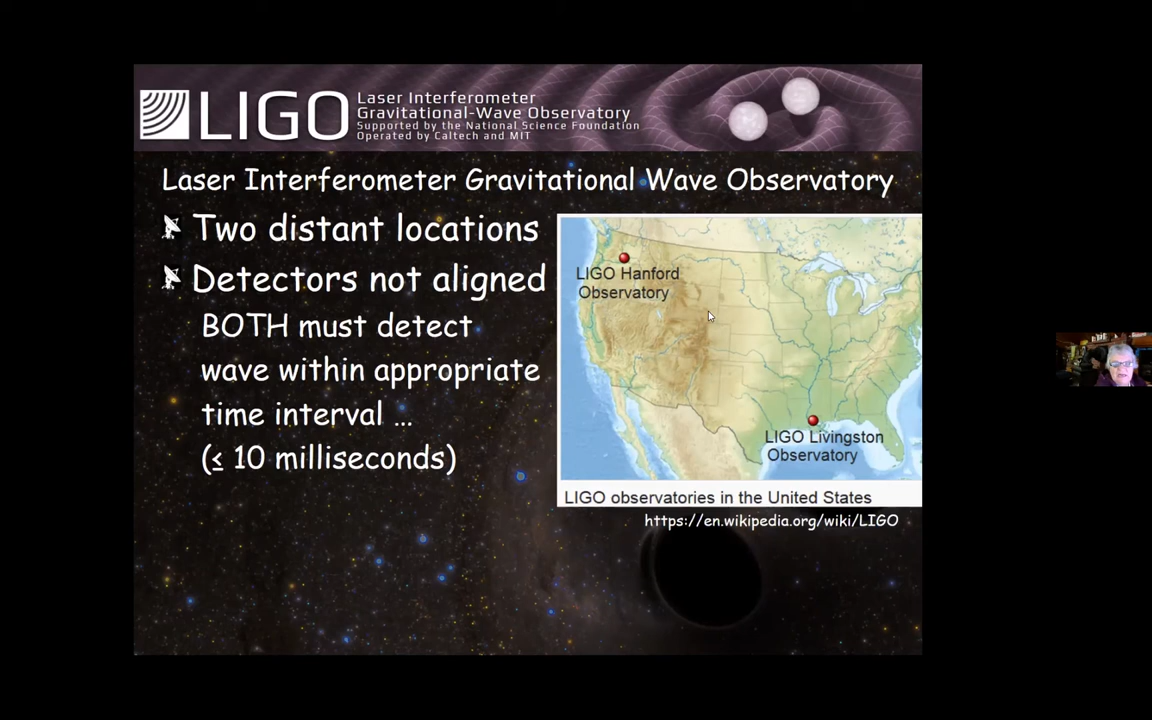 LIGO
Laser Interferometer
Gravitational-Wave Observatory
Supported by the National Science Foundation
Operated by Caltech and MIT
Laser Interferometer Gravitational Wave Observatory
Two distant locations
Detectors not aligned
BOTH must detect
wave within appropriate
time interval …
(≤ 10 milliseconds)
LIGO Hanford
Observatory
LIGO Livingston
Observatory
LIGO observatories in the United States
https://en.wikipedia.org/wiki/LIGO